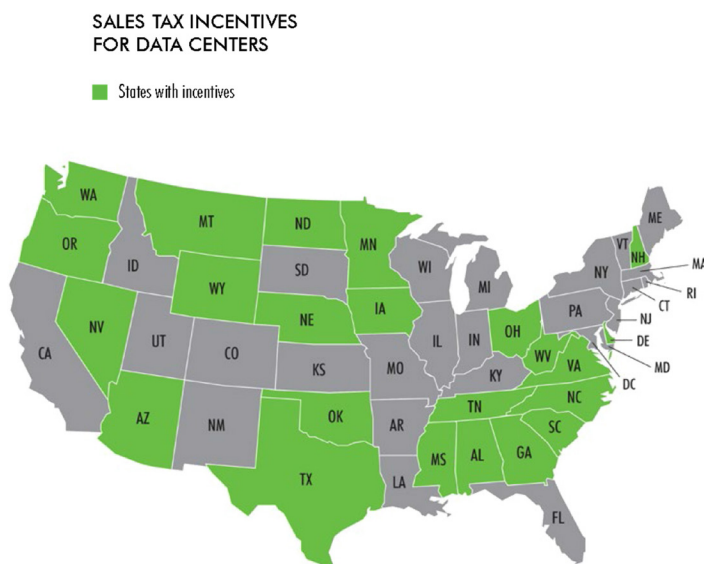 SALES TAX INCENTIVES
FOR DATA CENTERS
States with incentives
WA
MT
ND
MN
ME
VT
NH
OR
ID
SD
WI
NY
MA
WY
MI
RI
CT
NV
NE
IA
PA
NJ
OH
DE
CA
UT
CO
IL
IN
WV
MD
KS
MO
KY
VA
DC
AZ
NM
OK
TN
NC
AR
SC
TX
MS
AL
GA
LA
FL